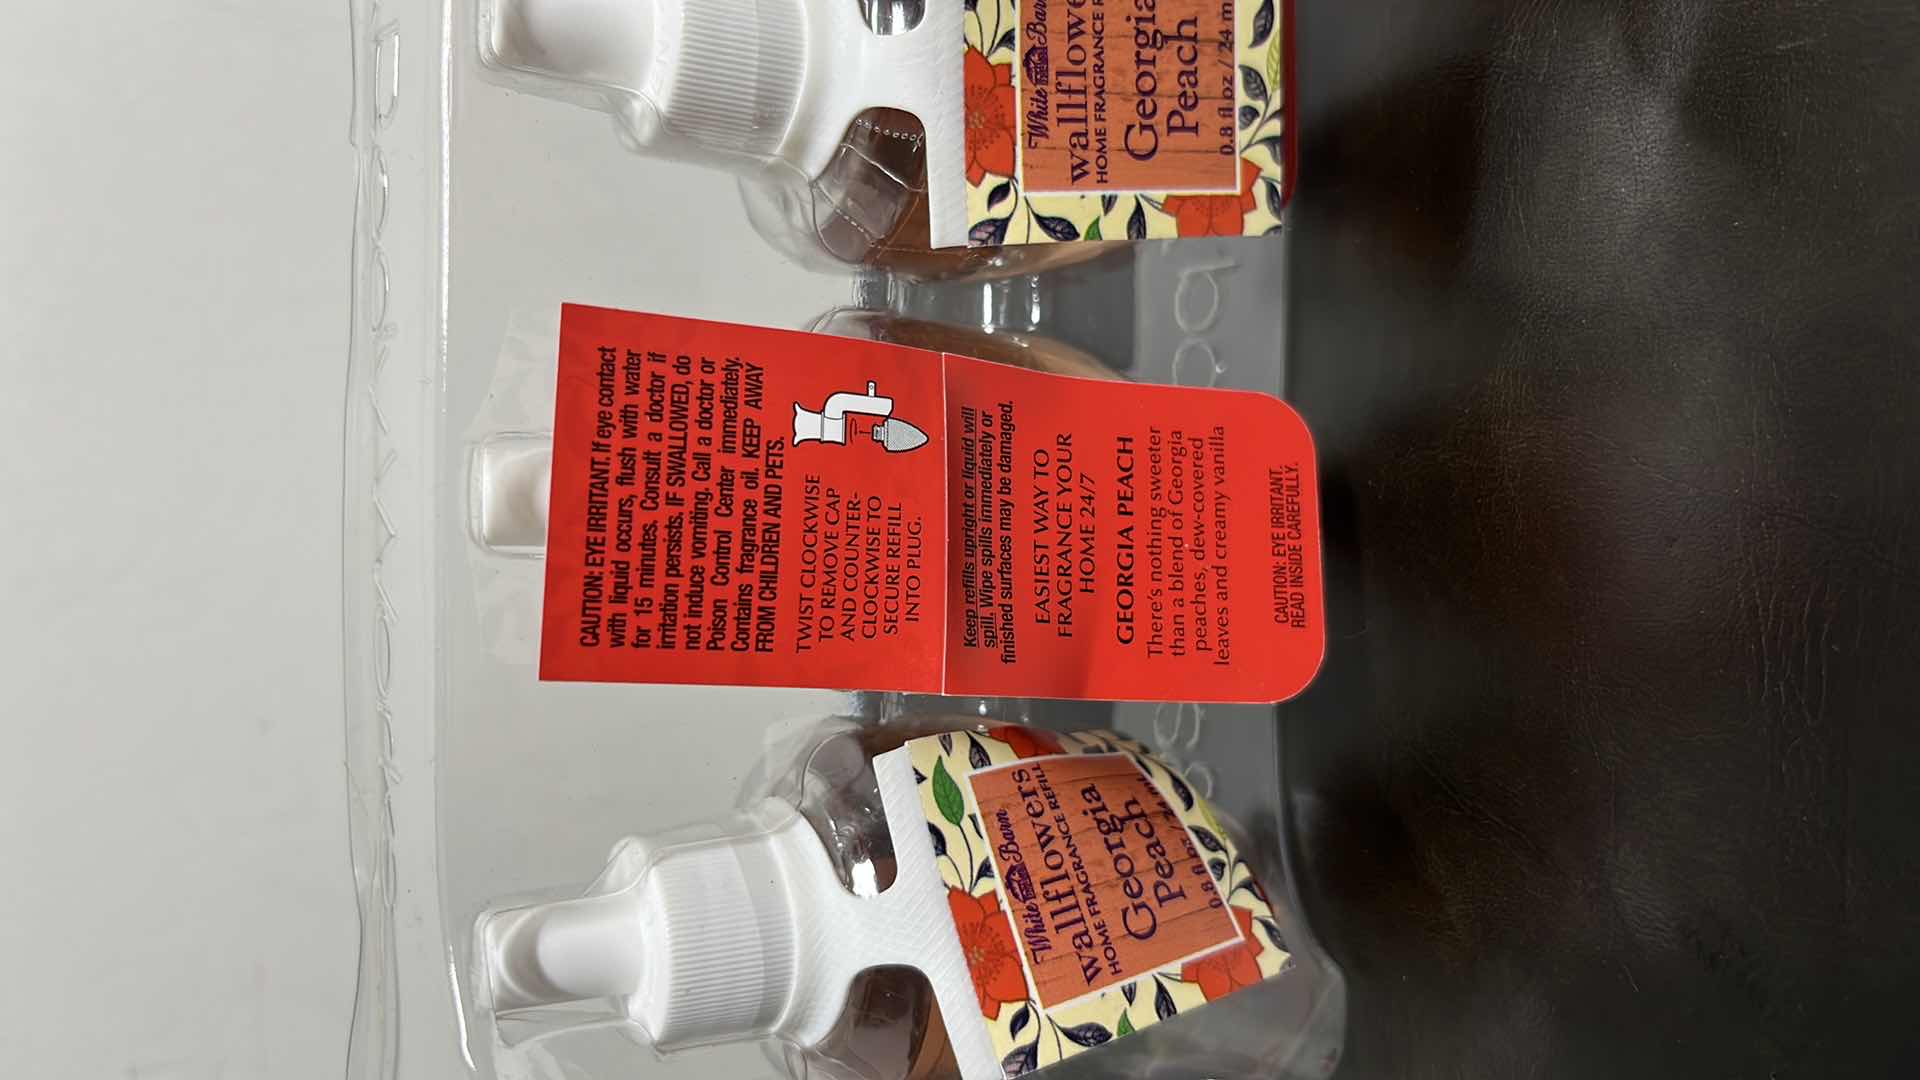 CAUTION: EYE IRRITANT. If eye contact
with liquid occurs, flush with water
for 15 minutes. Consult a doctor if
irritation persists. IF SWALLOWED, do
not induce vomiting. Call a doctor or
Poison Control Center immediately.
Contains fragrance oil. KEEP AWAY
FROM CHILDREN AND PETS.
TWIST CLOCKWISE
TO REMOVE CAP
AND COUNTER-
CLOCKWISE TO
SECURE REFILL
INTO PLUG.
Keep refills upright or liquid will
spill. Wipe spills immediately or
finished surfaces may be damaged.
EASIEST WAY TO
FRAGRANCE YOUR
HOME 24/7
GEORGIA PEACH
There's nothing sweeter
than a blend of Georgia
peaches, dew-covered
leaves and creamy vanilla
CAUTION: EYE IRRITANT.
READ INSIDE CAREFULLY.
White Barn
wallflowers
HOME FRAGRANCE REFILL
Georgia
Peach
0.8 fl oz
White Barn
wallflowe
HOME FRAGRANCE R
Georgia
Peach
0.8 fl oz / 24 m